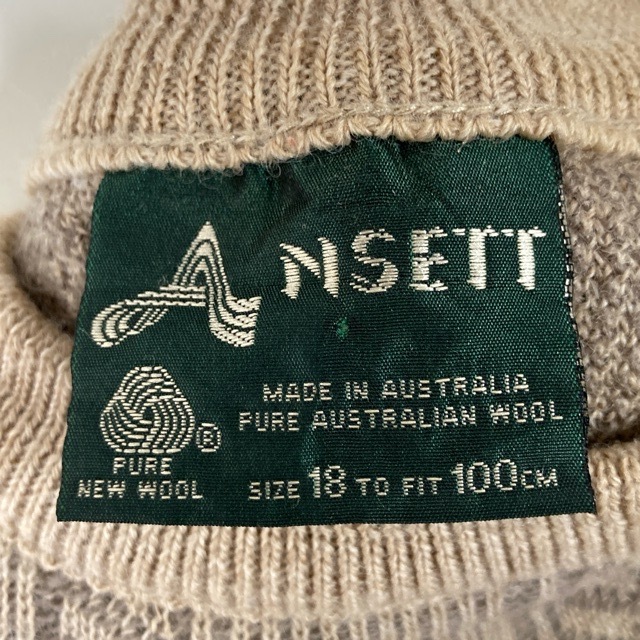 ANSETT
MADE IN AUSTRALIA
PURE AUSTRALIAN WOOL
®
PURE
NEW WOOL
SIZE 18 TO FIT 100CM